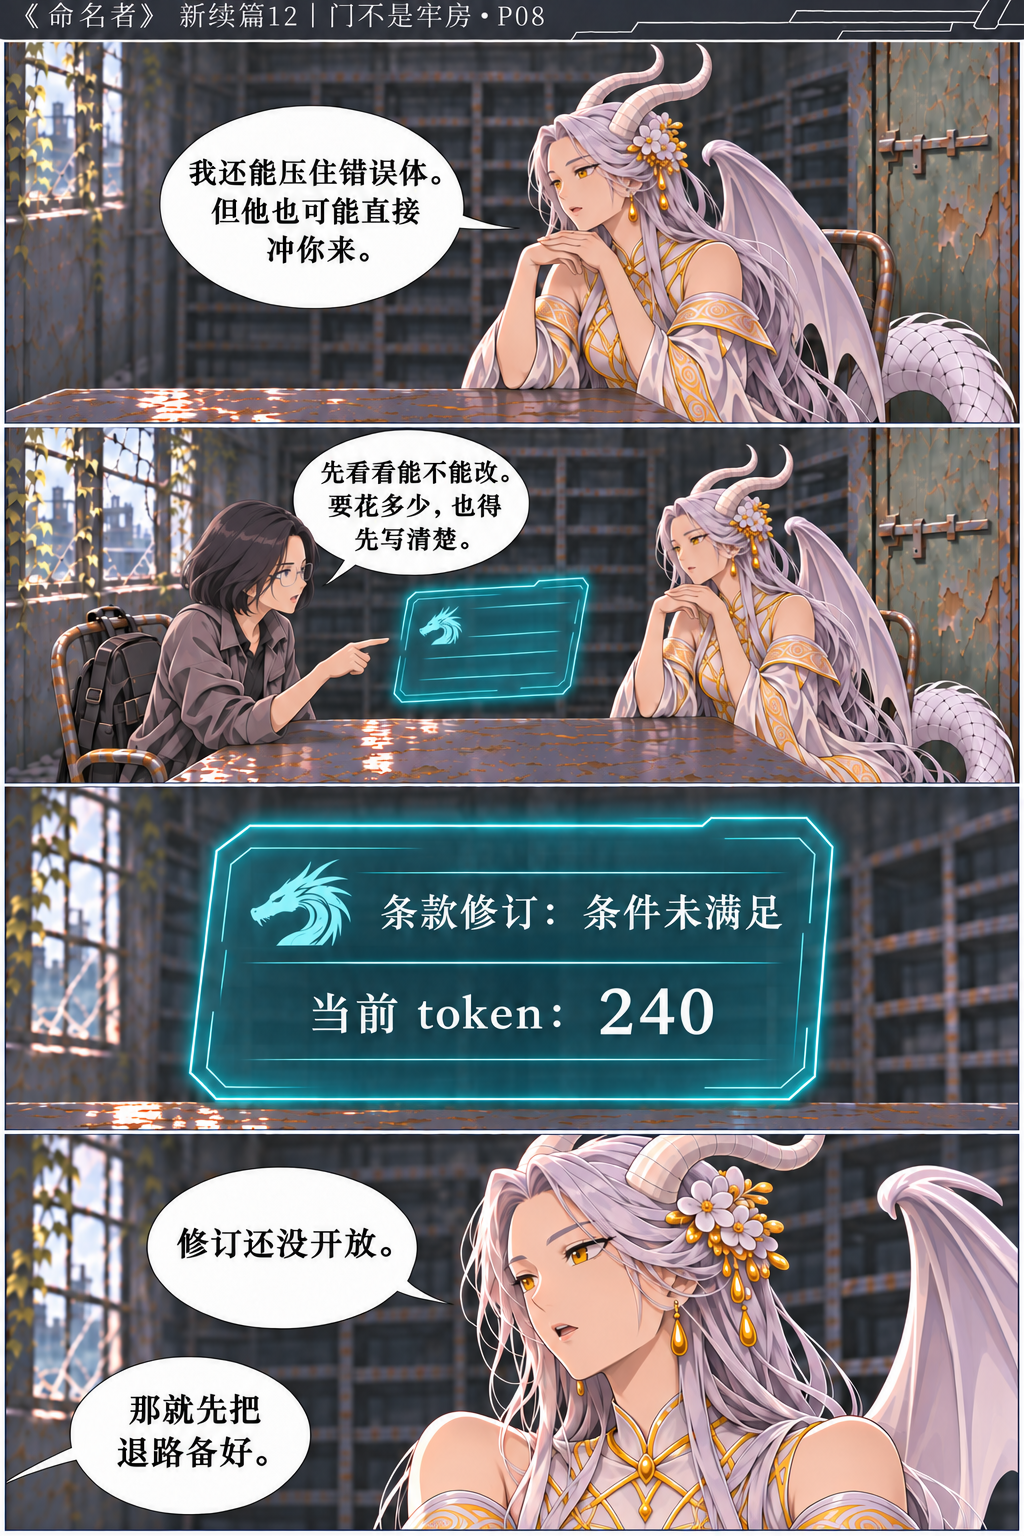 《命名者》 新续篇12｜门不是牢房•P08
我还能压住错误体。
但他也可能直接
冲你来。
先看看能不能改。
要花多少，也得
先写清楚。
条款修订：条件未满足
当前 token：240
修订还没开放。
那就先把
退路备好。